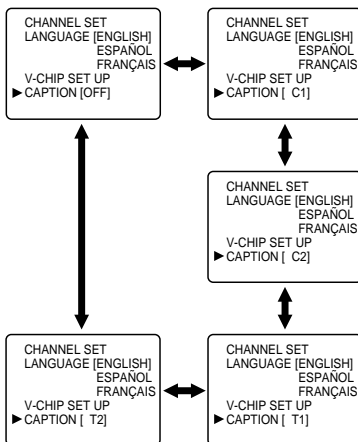 CHANNEL SET
LANGUAGE [ENGLISH]
ESPAÑOL
FRANÇAIS
V-CHIP SET UP
►CAPTION [OFF]
CHANNEL SET
LANGUAGE [ENGLISH]
ESPAÑOL
FRANÇAIS
V-CHIP SET UP
►CAPTION [ C1]
CHANNEL SET
LANGUAGE [ENGLISH]
ESPAÑOL
FRANÇAIS
V-CHIP SET UP
►CAPTION [ C2]
CHANNEL SET
LANGUAGE [ENGLISH]
ESPAÑOL
FRANÇAIS
V-CHIP SET UP
►CAPTION [ T2]
CHANNEL SET
LANGUAGE [ENGLISH]
ESPAÑOL
FRANÇAIS
V-CHIP SET UP
►CAPTION [ T1]